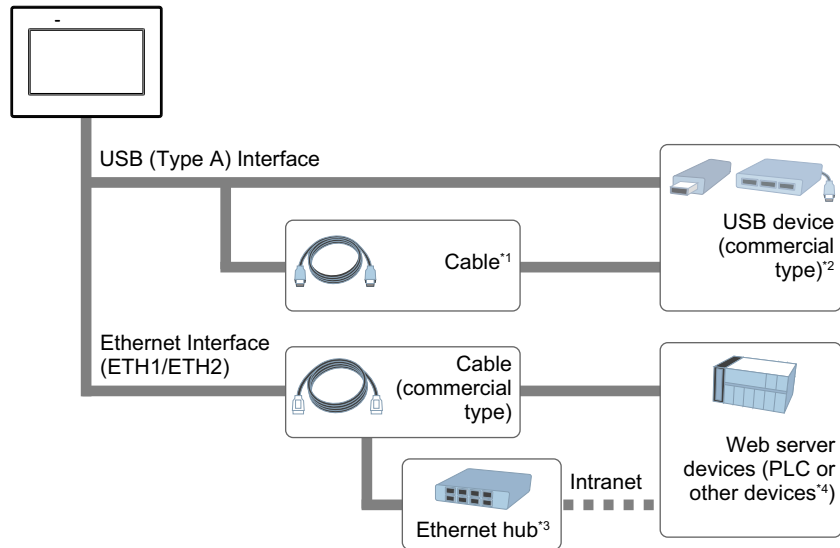 USB (Type A) Interface
USB device
(commercial
type)*2
Cable*1
Ethernet Interface
(ETH1/ETH2)
Cable
(commercial
type)
Web server
devices (PLC or
other devices*4)
Intranet
Ethernet hub*3